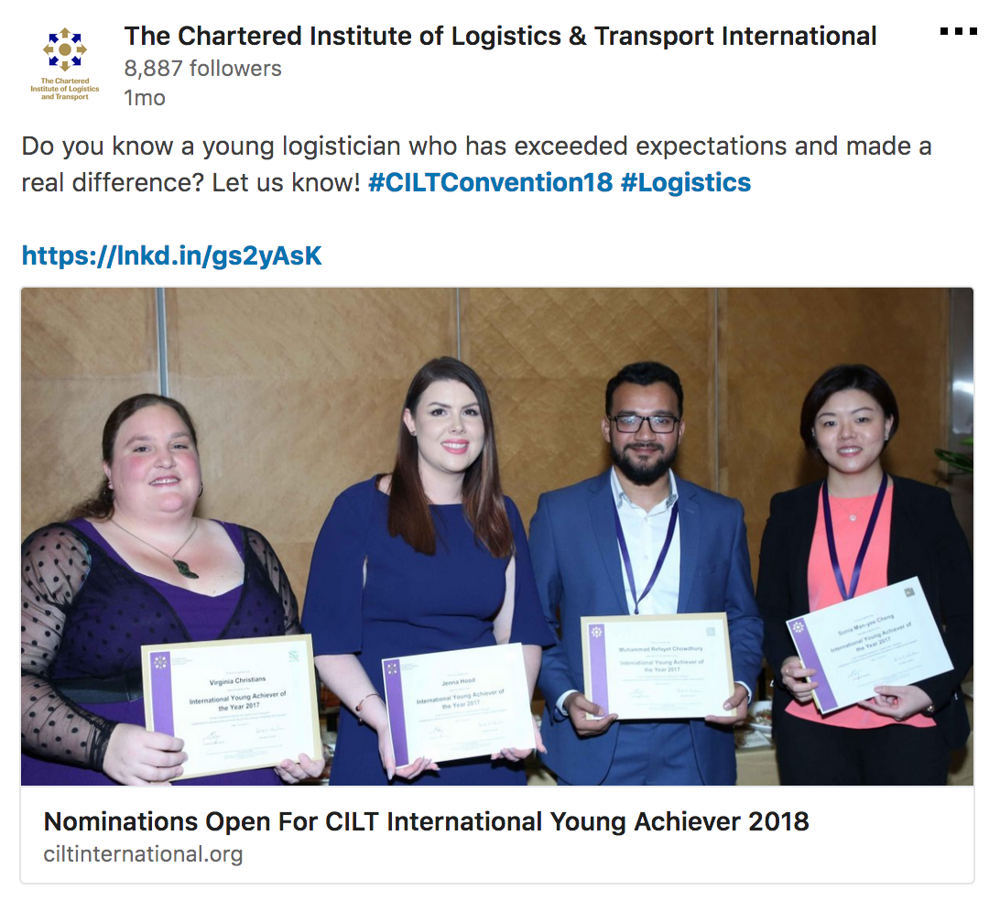 The Chartered Institute of Logistics & Transport International
8,887 followers
1mo
The Chartered
Institute of Logistics
and Transport
Do you know a young logistician who has exceeded expectations and made a
real difference? Let us know! #CILTConvention18 #Logistics
https://lnkd.in/gs2yAsK
Virginia Christians
International Young Achiever of
the Year 2017
Jenna Hood
International Young Achiever of
the Year 2017
Muhammad Refayet Chowdhury
International Young Achiever of
the Year 2017
Sonia Man-yee Cheng
International Young Achiever of
the Year 2017
Nominations Open For CILT International Young Achiever 2018
ciltinternational.org